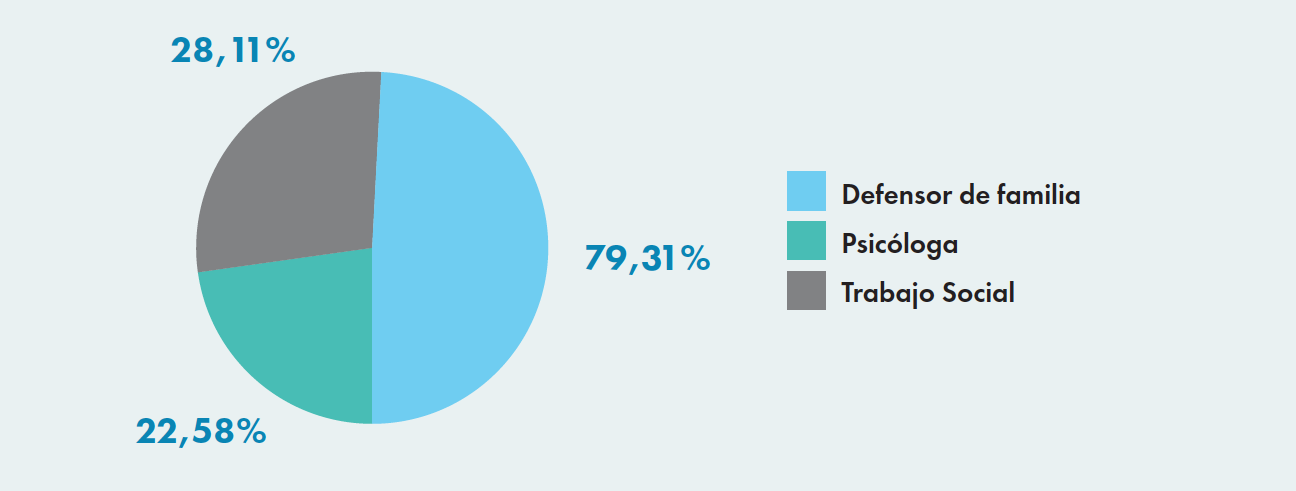 28,11%
79,31%
22,58%
Defensor de familia
Psicóloga
Trabajo Social